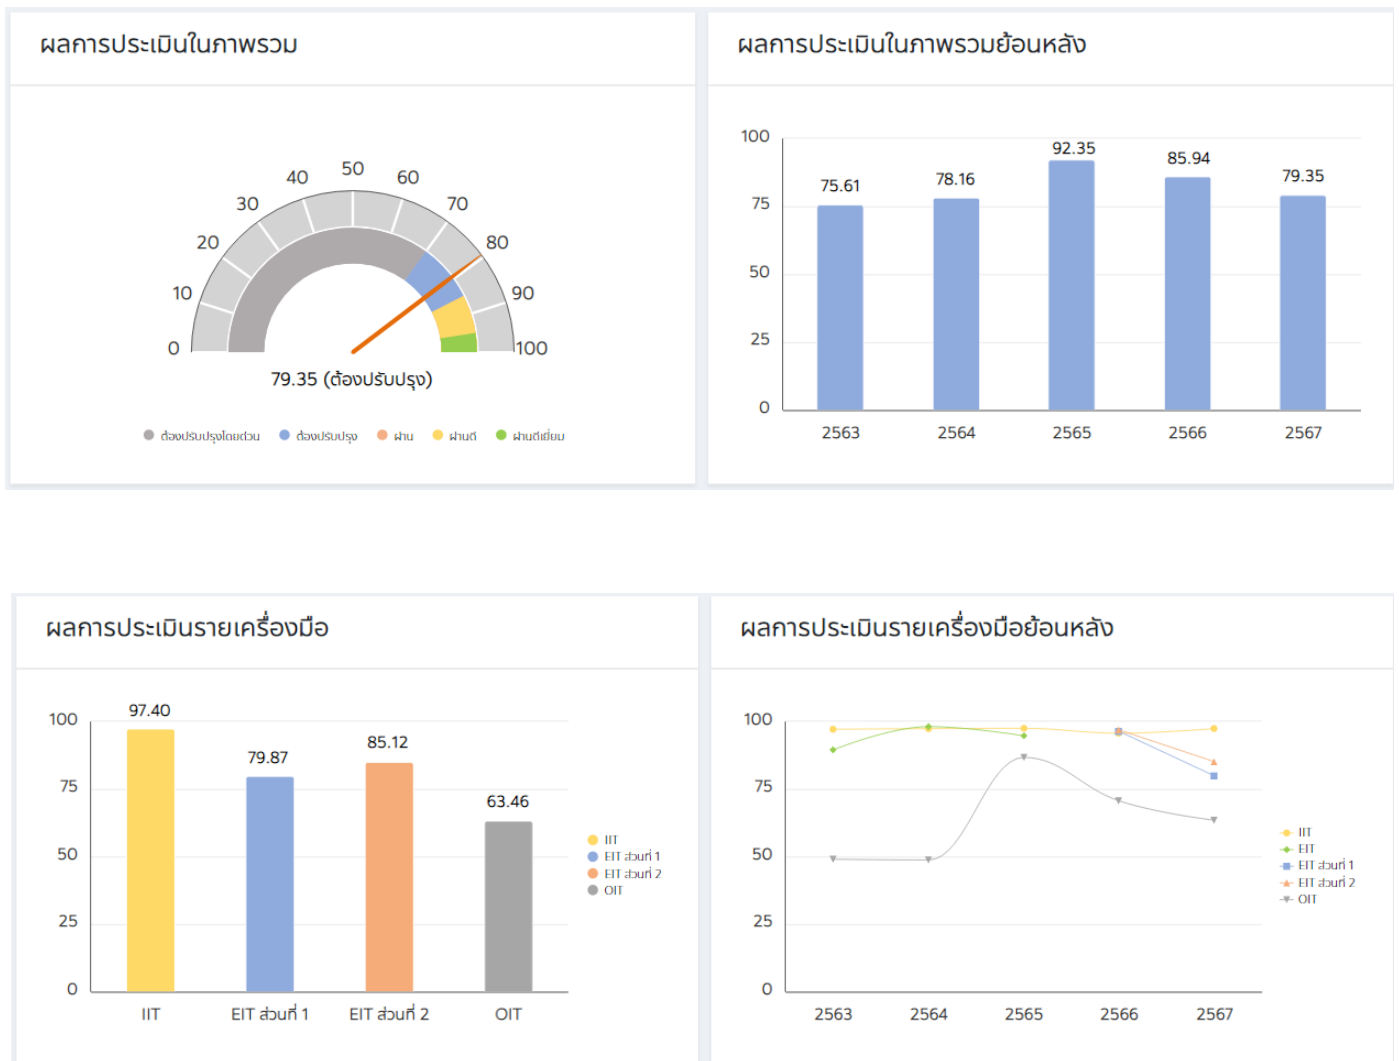 ผลการประเมินในภาพรวม
0
10
20
30
40
50
60
70
80
90
100
79.35 (ต้องปรับปรุง)
ต้องปรับปรุงโดยด่วน ต้องปรับปรุง ผ่าน ผ่านดี ผ่านดีเยี่ยม
ผลการประเมินในภาพรวมย้อนหลัง
100
75
50
25
0
75.61
78.16
92.35
85.94
79.35
2563 2564 2565 2566 2567
ผลการประเมินรายเครื่องมือ
100
75
50
25
0
97.40
79.87
85.12
63.46
IIT EIT ส่วนที่ 1 EIT ส่วนที่ 2 OIT
IIT
EIT ส่วนที่ 1
EIT ส่วนที่ 2
OIT
ผลการประเมินรายเครื่องมือย้อนหลัง
100
75
50
25
0
2563 2564 2565 2566 2567
IIT
EIT
EIT ส่วนที่ 1
EIT ส่วนที่ 2
OIT